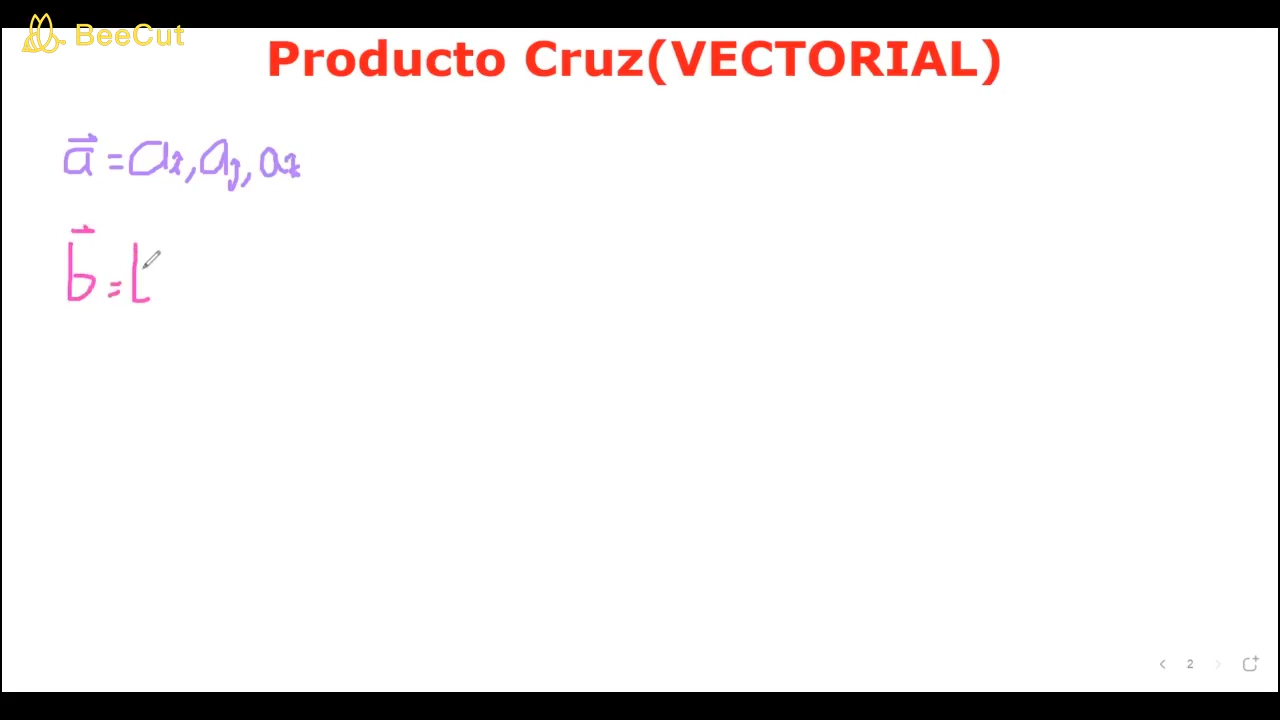 BeeCut
Producto Cruz(VECTORIAL)
a⃗ = ax, ay, az
b⃗ =
2